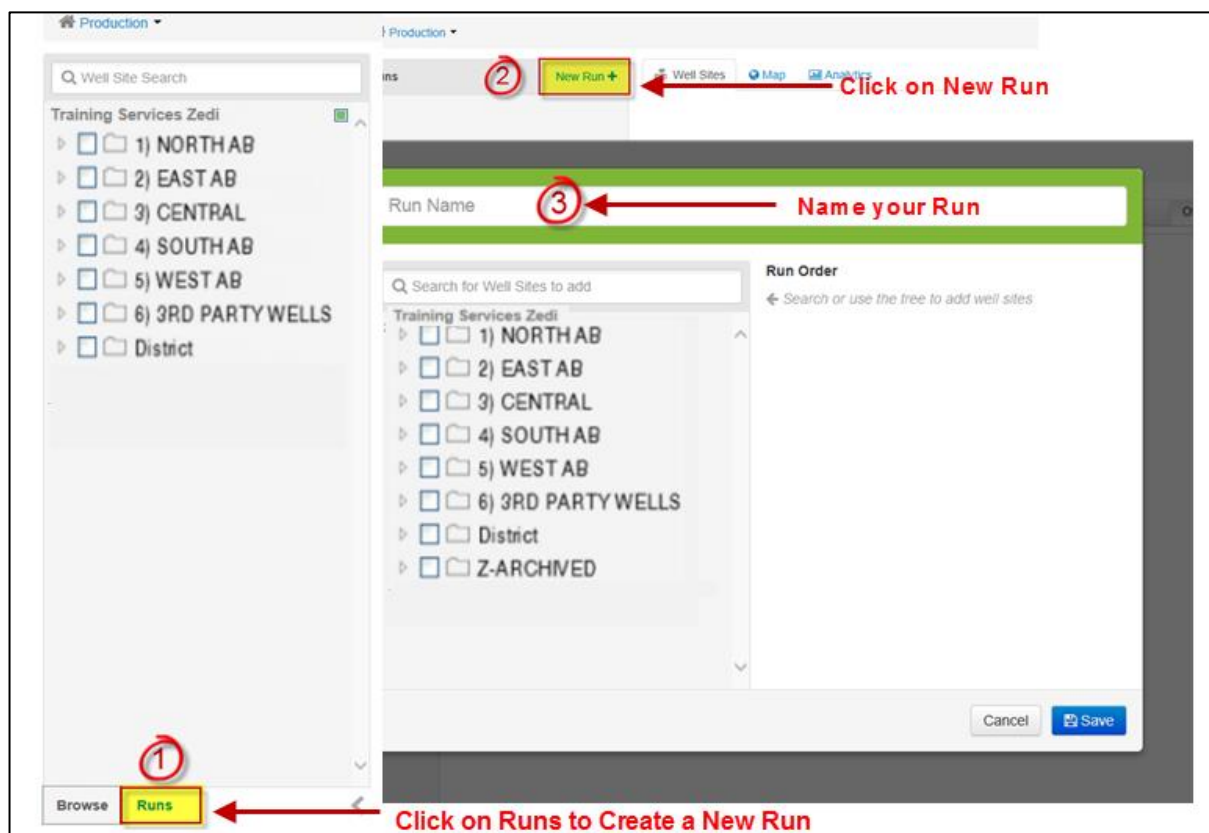 Production
Well Site Search
Training Services Zedi
1) NORTH AB
2) EAST AB
3) CENTRAL
4) SOUTH AB
5) WEST AB
6) 3RD PARTY WELLS
District
1
Browse Runs
Click on Runs to Create a New Run
Production
ns 2 New Run + Well Sites Map Analytics
Click on New Run
Run Name 3 Name your Run
Search for Well Sites to add
Training Services Zedi
1) NORTH AB
2) EAST AB
3) CENTRAL
4) SOUTH AB
5) WEST AB
6) 3RD PARTY WELLS
District
Z-ARCHIVED
Run Order
Search or use the tree to add well sites
Cancel Save